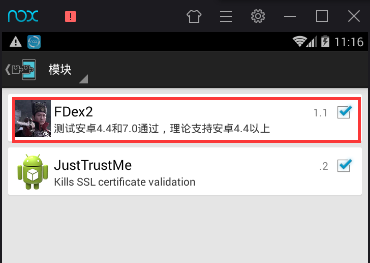 nox
11:16
模块
FDex2
1.1
测试安卓4.4和7.0通过，理论支持安卓4.4以上
JustTrustMe
.2
Kills SSL certificate validation